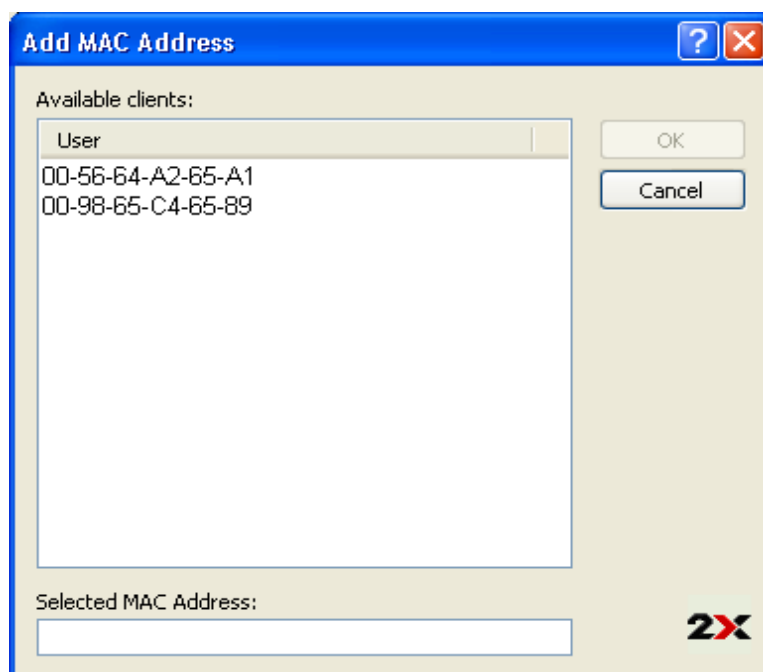 Add MAC Address
?
Available clients:
User
OK
00-56-64-A2-65-A1
Cancel
00-98-65-C4-65-89
Selected MAC Address:
2X